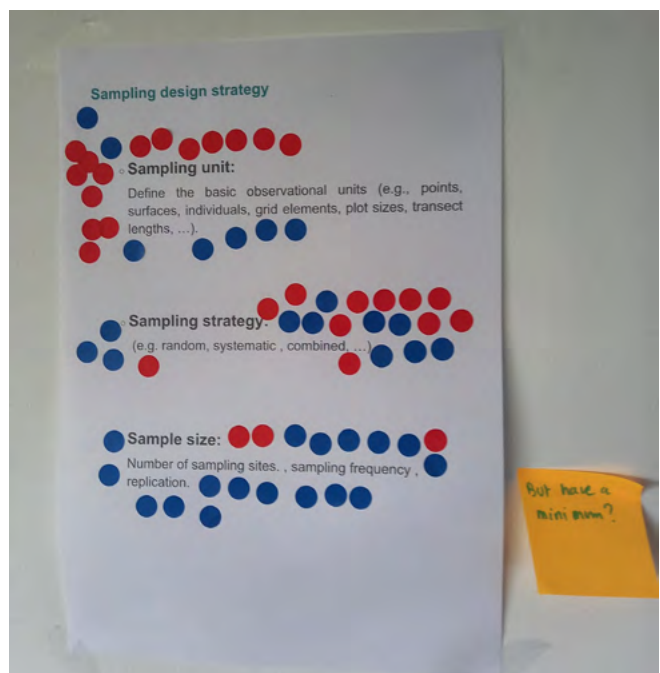 Sampling design strategy
Sampling unit:
Define the basic observational units (e.g., points,
surfaces, individuals, grid elements, plot sizes, transect
lengths, ...).
Sampling strategy:
(e.g. random, systematic , combined, ...)
Sample size:
Number of sampling sites. , sampling frequency ,
replication.
But have a
minimum?